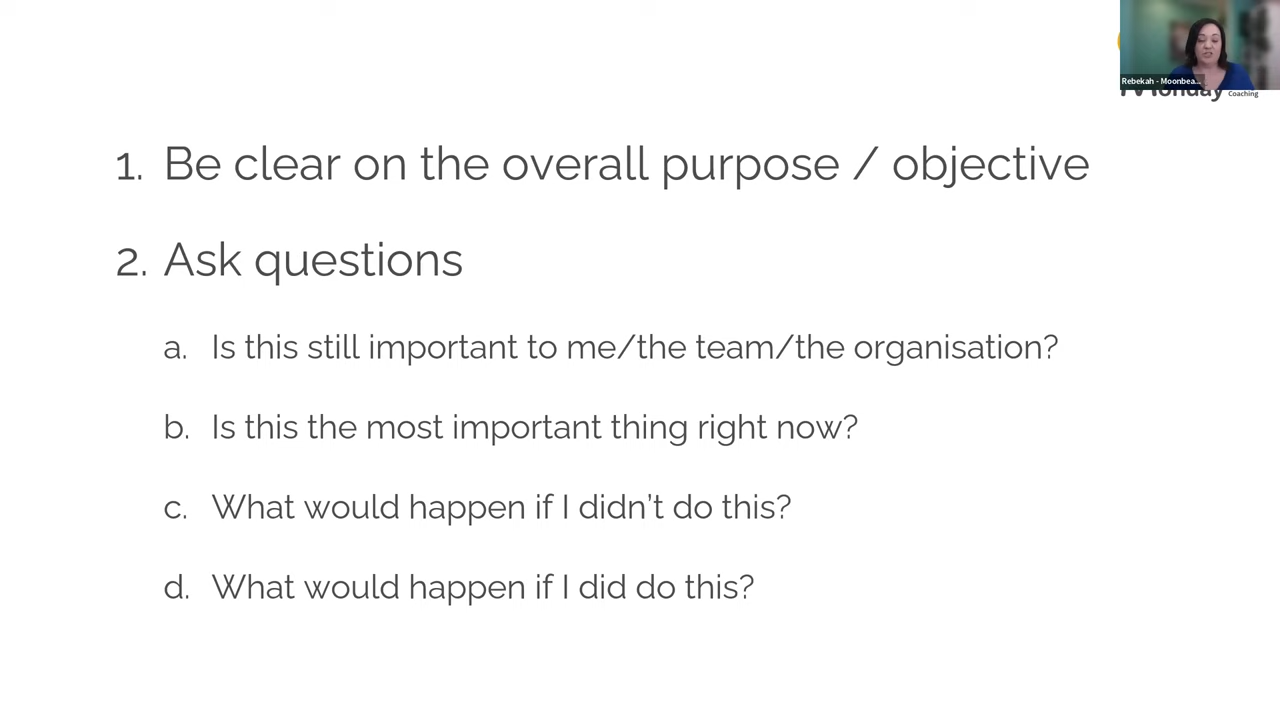 Rebekah - Moonbea...
Coaching
1. Be clear on the overall purpose / objective
2. Ask questions
a. Is this still important to me/the team/the organisation?
b. Is this the most important thing right now?
c. What would happen if I didn’t do this?
d. What would happen if I did do this?